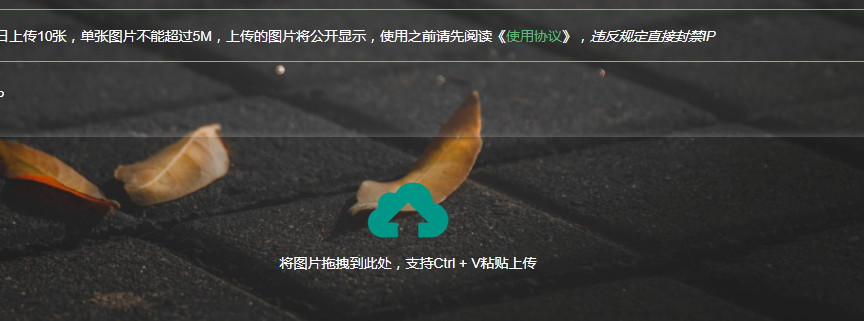 日上传10张，单张图片不能超过5M，上传的图片将公开显示，使用之前请先阅读《使用协议》，违反规定直接封禁IP
P
将图片拖拽到此处，支持Ctrl + V粘贴上传